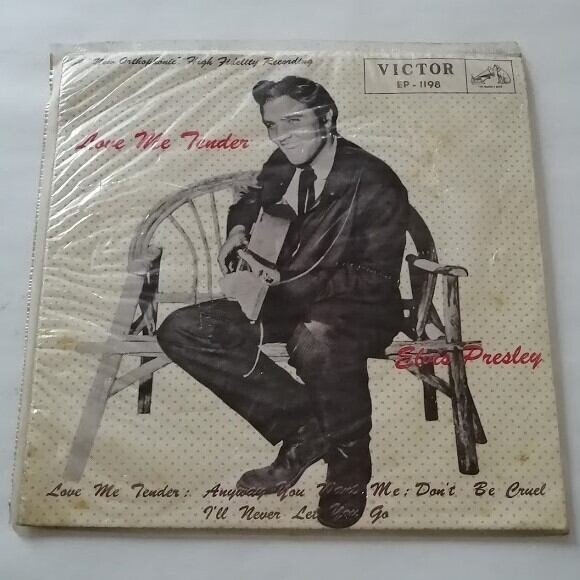 "New Orthophonic" High Fidelity Recording
VICTOR
EP-1198
Love Me Tender
Elvis Presley
Love Me Tender: Anyway You Want Me: Don't Be Cruel
I'll Never Let You Go